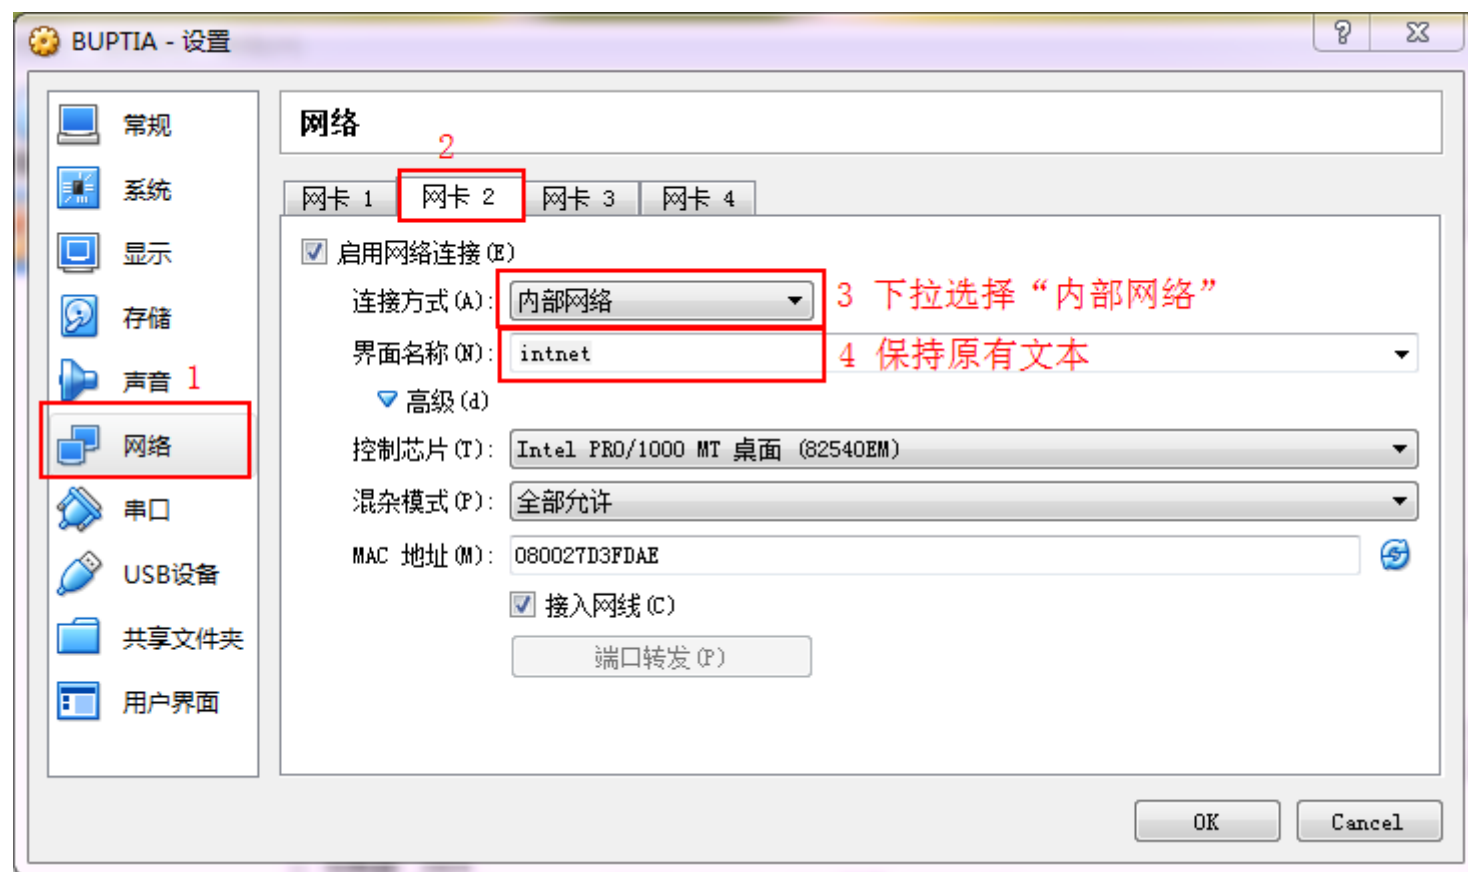 BUPTIA - 设置
常规
系统
显示
存储
声音 1
网络
串口
USB设备
共享文件夹
用户界面
网络
2
网卡 1 网卡 2 网卡 3 网卡 4
启用网络连接(E)
连接方式(A): 内部网络 3 下拉选择“内部网络”
界面名称(N): intnet 4 保持原有文本
高级(d)
控制芯片(T): Intel PRO/1000 MT 桌面 (82540EM)
混杂模式(P): 全部允许
MAC 地址(M): 080027D3FDAE
接入网线(C)
端口转发(P)
OK Cancel